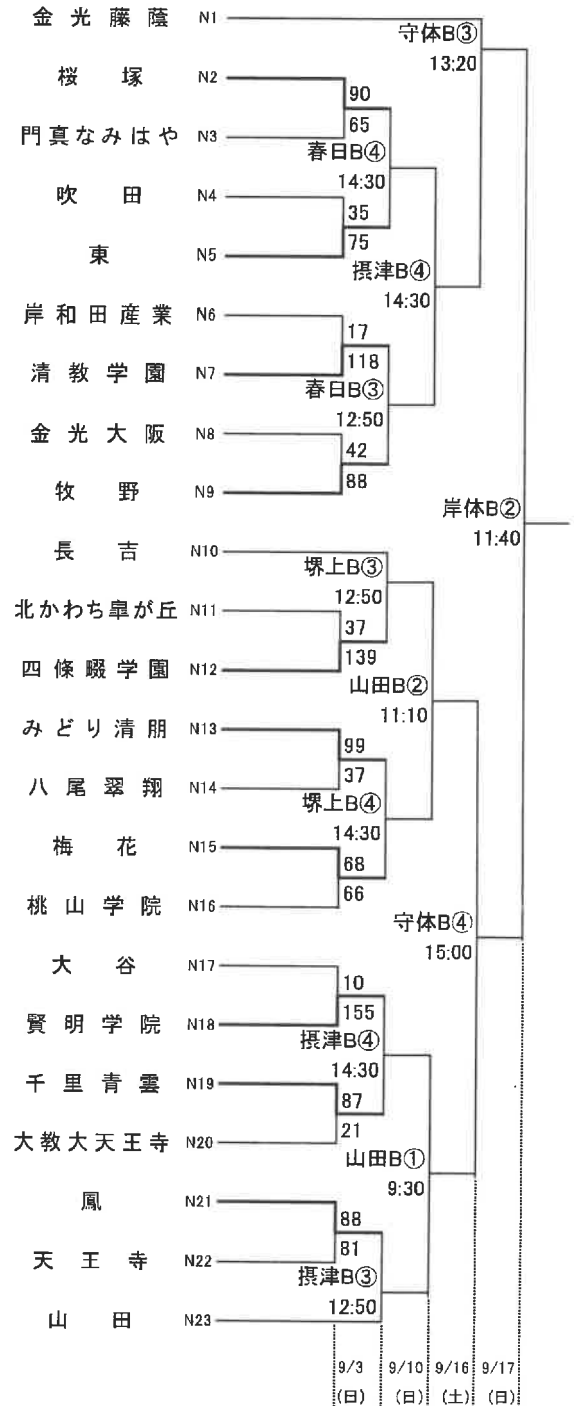 金光藤蔭 N1
守体B③
13:20
桜塚 N2
90
門真なみはや N3
65
春日B④
14:30
吹田 N4
35
東 N5
75
摂津B④
14:30
岸和田産業 N6
17
清教学園 N7
118
春日B③
12:50
金光大阪 N8
42
牧野 N9
88
岸体B②
11:40
長吉 N10
堺上B③
12:50
北かわち皐が丘 N11
37
四條畷学園 N12
139
山田B②
11:10
みどり清朋 N13
99
八尾翠翔 N14
37
堺上B④
14:30
梅花 N15
68
桃山学院 N16
66
守体B④
15:00
大谷 N17
10
賢明学院 N18
155
摂津B④
14:30
千里青雲 N19
87
大教大天王寺 N20
21
山田B①
9:30
鳳 N21
88
天王寺 N22
81
摂津B③
12:50
山田 N23
9/3 9/10 9/16 9/17
(日) (日) (土) (日)